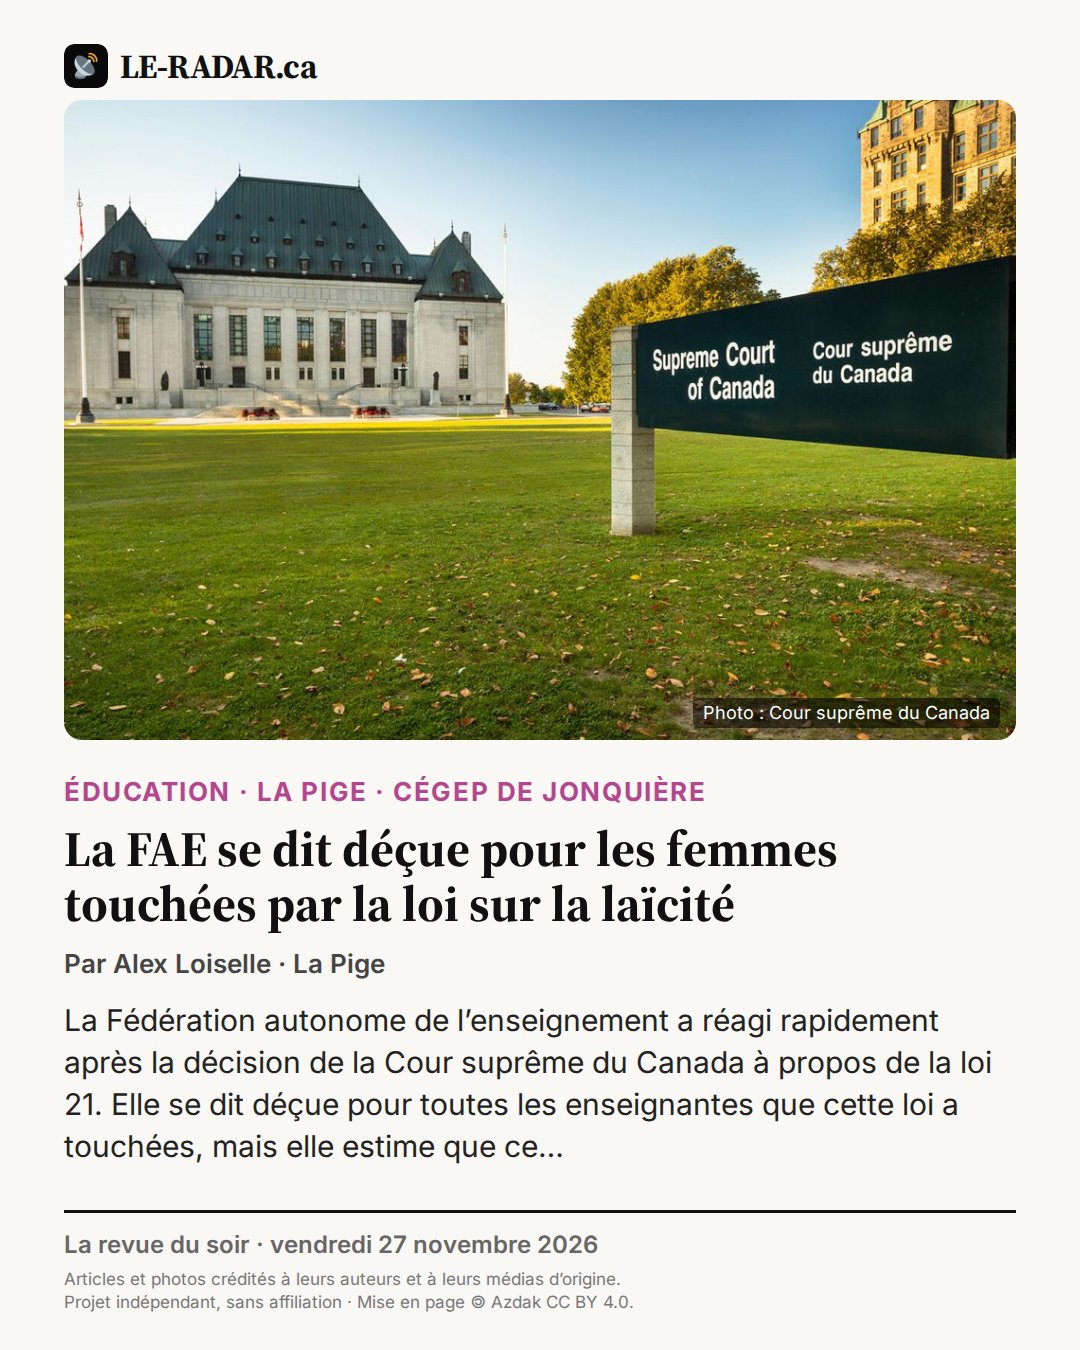 LE-RADAR.ca
Supreme Court
of Canada
Cour suprême
du Canada
Photo : Cour suprême du Canada
ÉDUCATION · LA PIGE · CÉGEP DE JONQUIÈRE
La FAE se dit déçue pour les femmes
touchées par la loi sur la laïcité
Par Alex Loiselle · La Pige
La Fédération autonome de l’enseignement a réagi rapidement
après la décision de la Cour suprême du Canada à propos de la loi
21. Elle se dit déçue pour toutes les enseignantes que cette loi a
touchées, mais elle estime que ce…
La revue du soir · vendredi 27 novembre 2026
Articles et photos crédités à leurs auteurs et à leurs médias d’origine.
Projet indépendant, sans affiliation · Mise en page 🄯 Azdak CC BY 4.0.